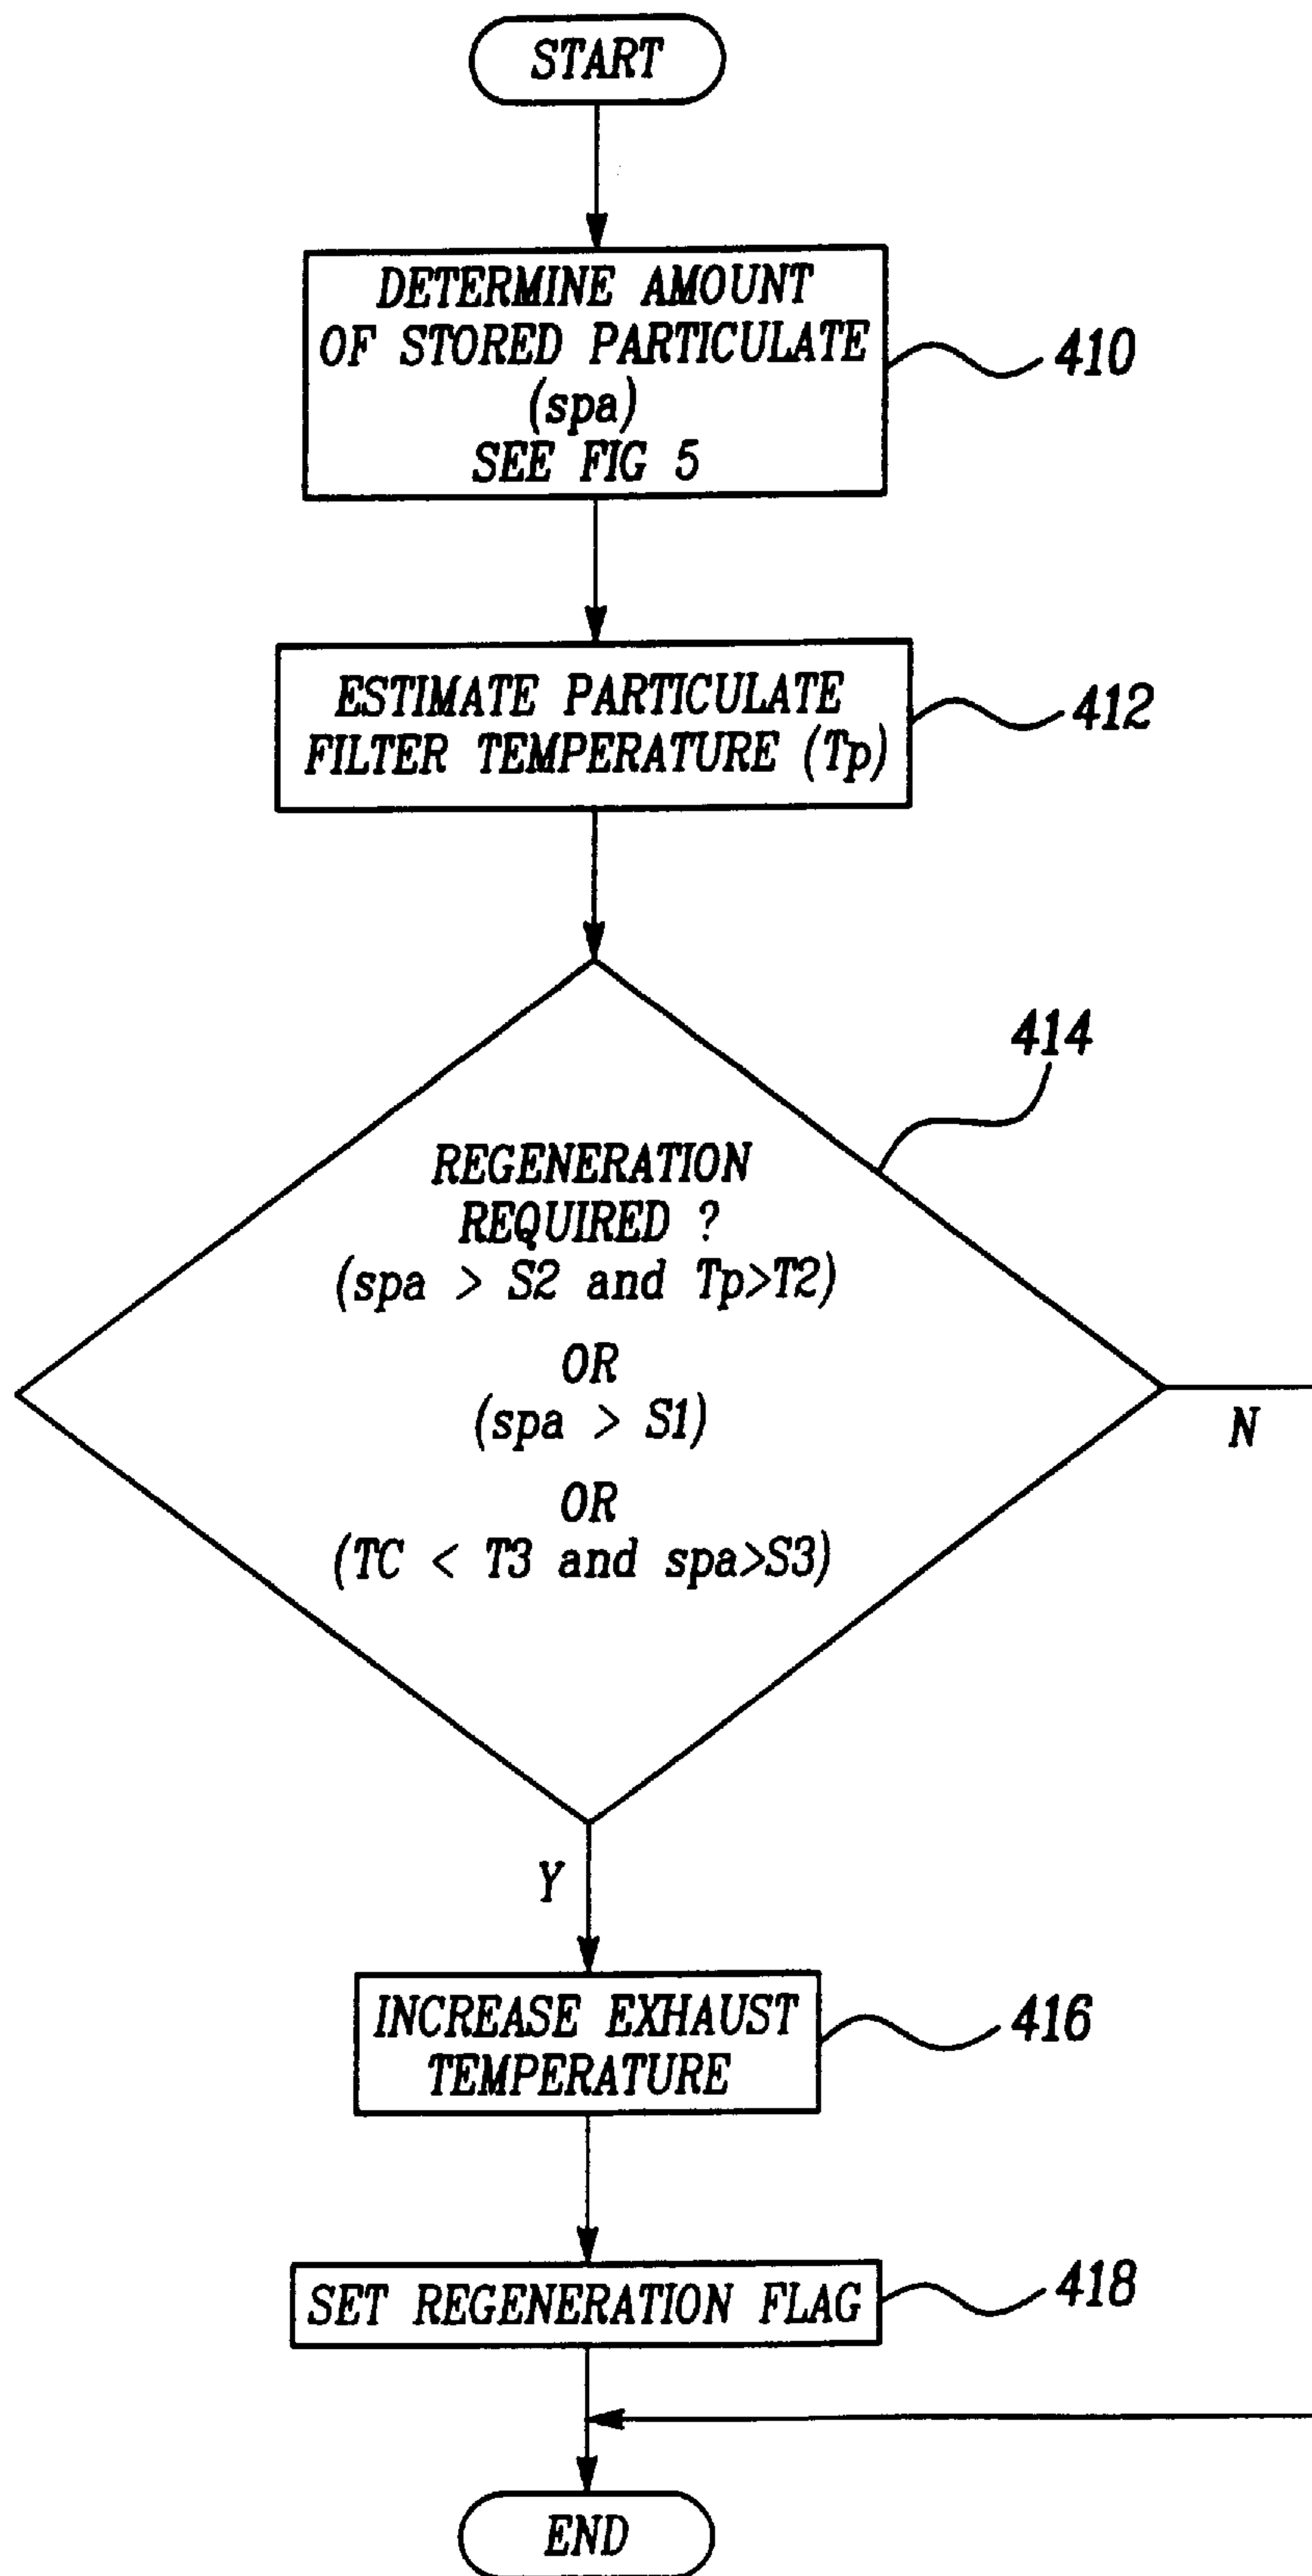 START
DETERMINE AMOUNT
OF STORED PARTICULATE
(spa)
SEE FIG 5
410
ESTIMATE PARTICULATE
FILTER TEMPERATURE (Tp)
412
414
REGENERATION
REQUIRED ?
(spa > S2 and Tp>T2)
OR
(spa > S1)
OR
(TC < T3 and spa>S3)
N
Y
INCREASE EXHAUST
TEMPERATURE
416
SET REGENERATION FLAG
418
END